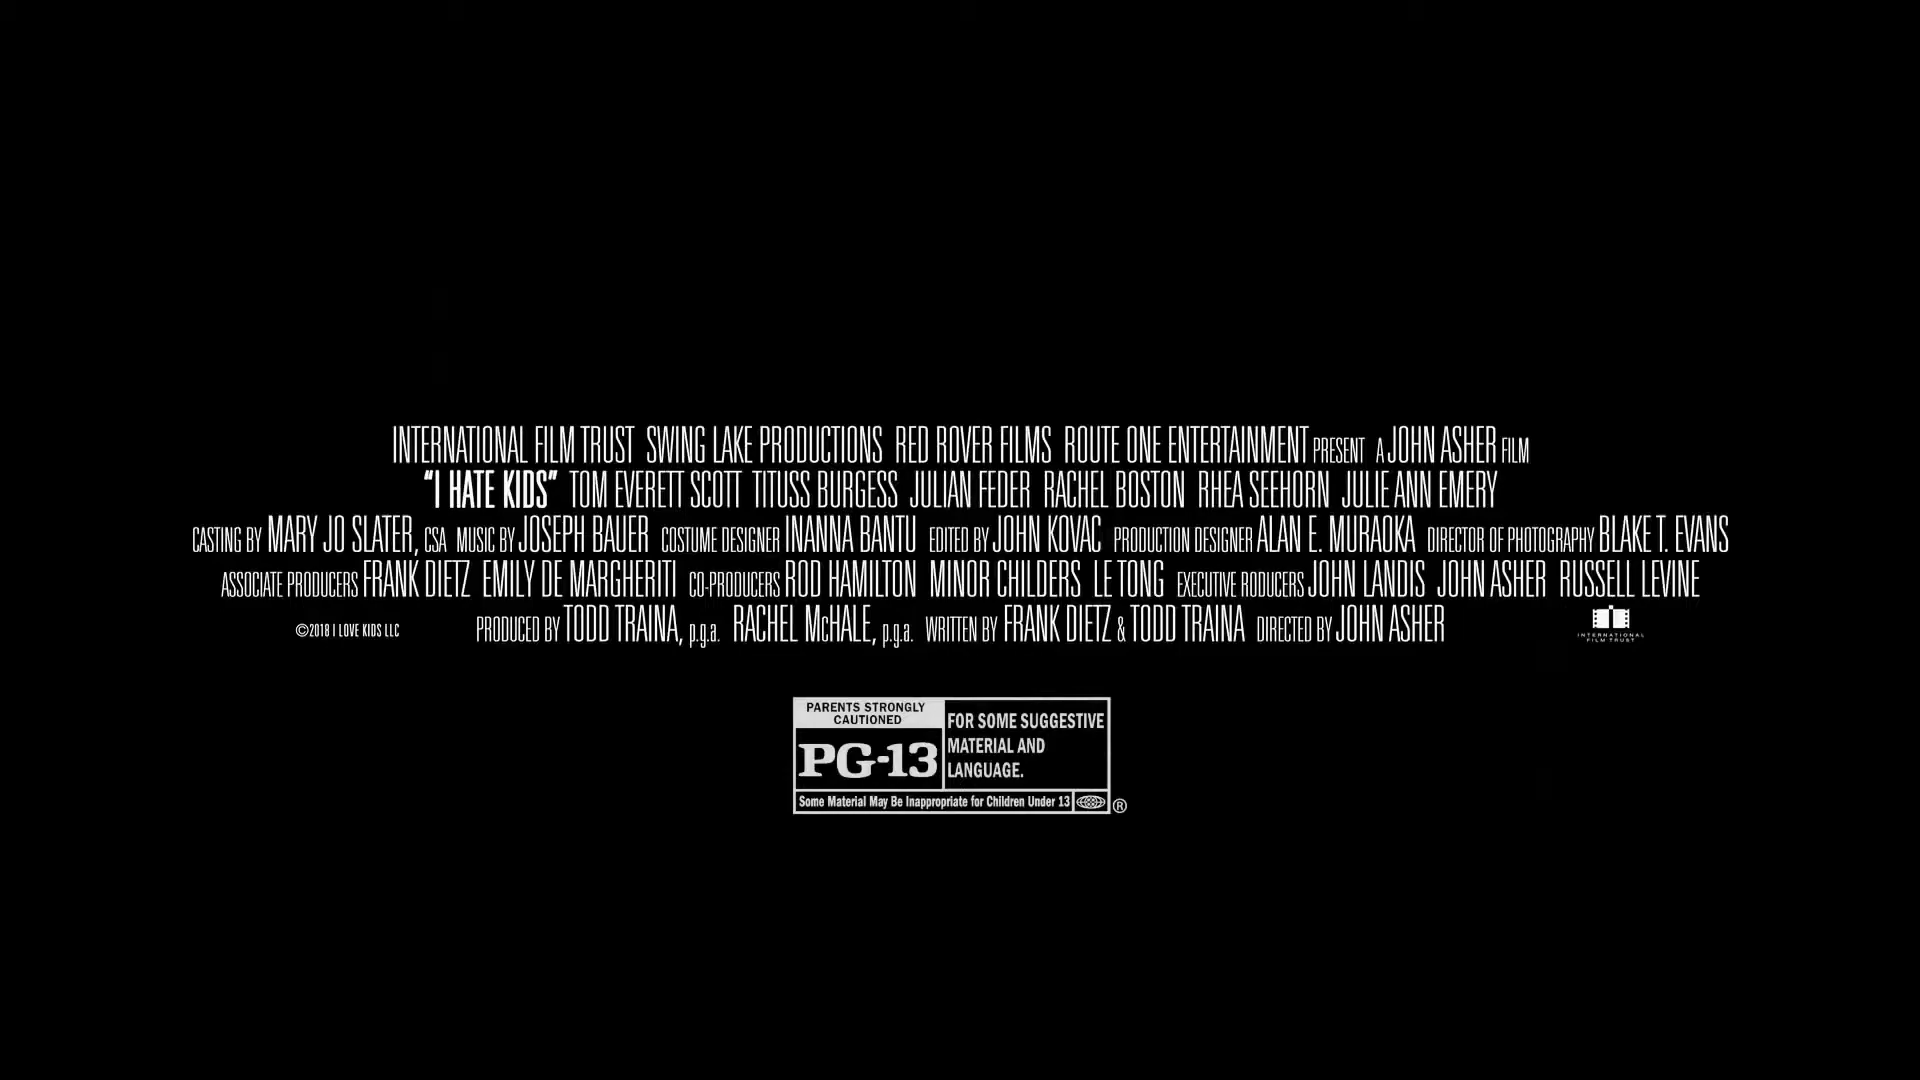 INTERNATIONAL FILM TRUST SWING LAKE PRODUCTIONS RED ROVER FILMS ROUTE ONE ENTERTAINMENT PRESENT A JOHN ASHER FILM
“I HATE KIDS” TOM EVERETT SCOTT TITUSS BURGESS JULIAN FEDER RACHEL BOSTON RHEA SEEHORN JULIE ANN EMERY
CASTING BY MARY JO SLATER, CSA MUSIC BY JOSEPH BAUER COSTUME DESIGNER INANNA BANTU EDITED BY JOHN KOVAC PRODUCTION DESIGNER ALAN E. MURAOKA DIRECTOR OF PHOTOGRAPHY BLAKE T. EVANS
ASSOCIATE PRODUCERS FRANK DIETZ EMILY DE MARGHERITI CO-PRODUCERS ROD HAMILTON MINOR CHILDERS LE TONG EXECUTIVE RODUCERS JOHN LANDIS JOHN ASHER RUSSELL LEVINE
©2018 I LOVE KIDS LLC PRODUCED BY TODD TRAINA, p.g.a. RACHEL McHALE, p.g.a. WRITTEN BY FRANK DIETZ & TODD TRAINA DIRECTED BY JOHN ASHER
INTERNATIONAL
FILM TRUST
PARENTS STRONGLY
CAUTIONED
PG-13
FOR SOME SUGGESTIVE
MATERIAL AND
LANGUAGE.
Some Material May Be Inappropriate for Children Under 13 ®